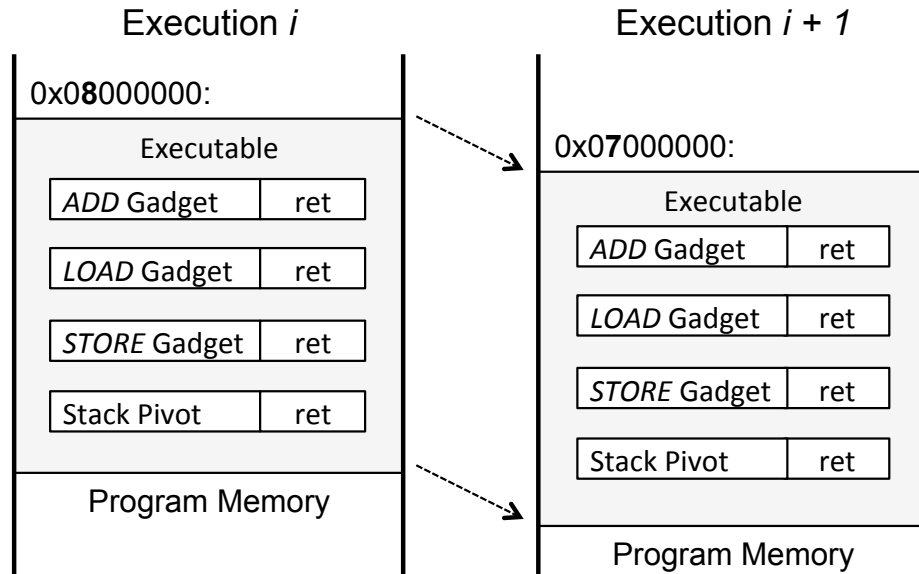 Execution i
0x08000000:
Executable
ADD Gadget ret
LOAD Gadget ret
STORE Gadget ret
Stack Pivot ret
Program Memory
Execution i + 1
0x07000000:
Executable
ADD Gadget ret
LOAD Gadget ret
STORE Gadget ret
Stack Pivot ret
Program Memory